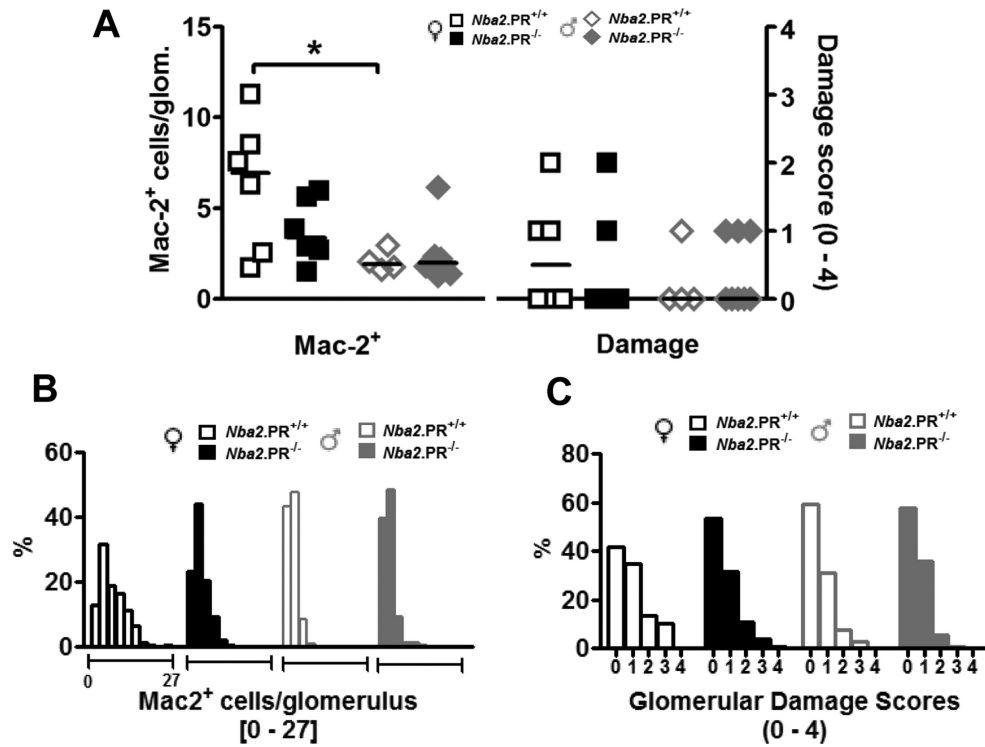 A
♀ Nba2.PR+/+ ♂ Nba2.PR+/+
Nba2.PR-/- Nba2.PR-/-
Mac-2+ cells/glom.
15
10
5
0
*
4
3
2
1
0
Damage score (0 - 4)
Mac-2+ Damage
B
♀ Nba2.PR+/+ ♂ Nba2.PR+/+
Nba2.PR-/- Nba2.PR-/-
%
60
40
20
0
0 27
Mac2+ cells/glomerulus
[0 - 27]
C
♀ Nba2.PR+/+ ♂ Nba2.PR+/+
Nba2.PR-/- Nba2.PR-/-
%
80
60
40
20
0
0 1 2 3 4 0 1 2 3 4 0 1 2 3 4 0 1 2 3 4
Glomerular Damage Scores
(0 - 4)